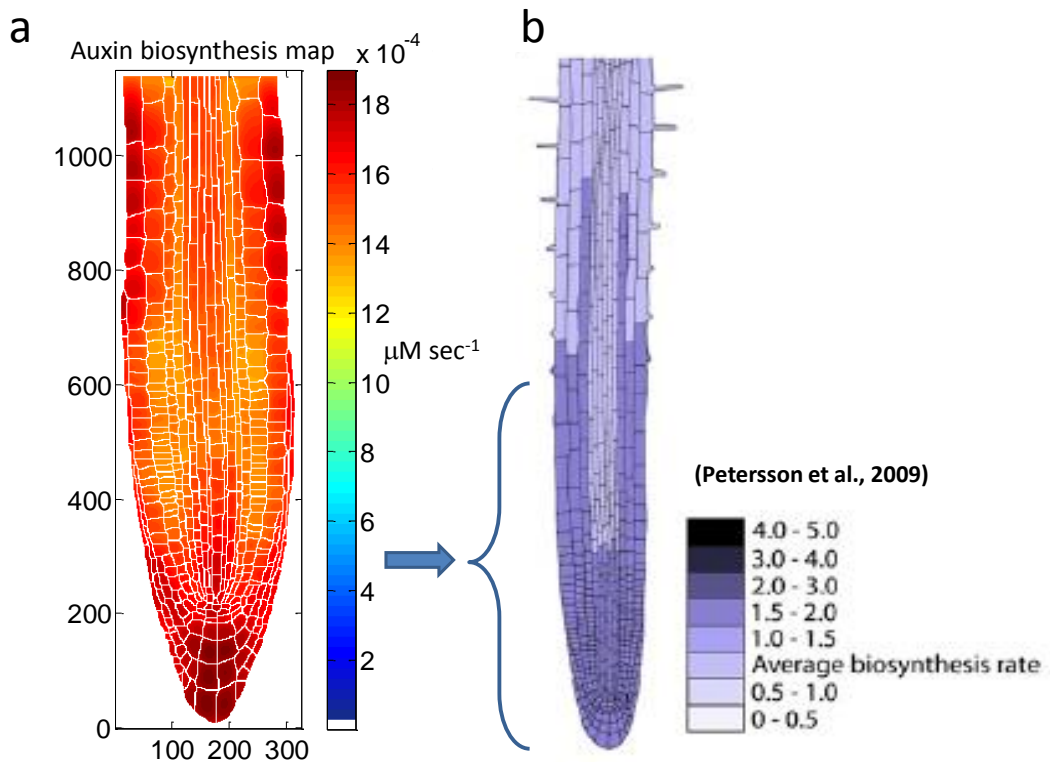 a
b
Auxin biosynthesis map
x 10-4
18
16
14
12
μM sec-1
10
8
6
4
2
1000
800
600
400
200
0
100 200 300
(Petersson et al., 2009)
4.0 - 5.0
3.0 - 4.0
2.0 - 3.0
1.5 - 2.0
1.0 - 1.5
Average biosynthesis rate
0.5 - 1.0
0 - 0.5